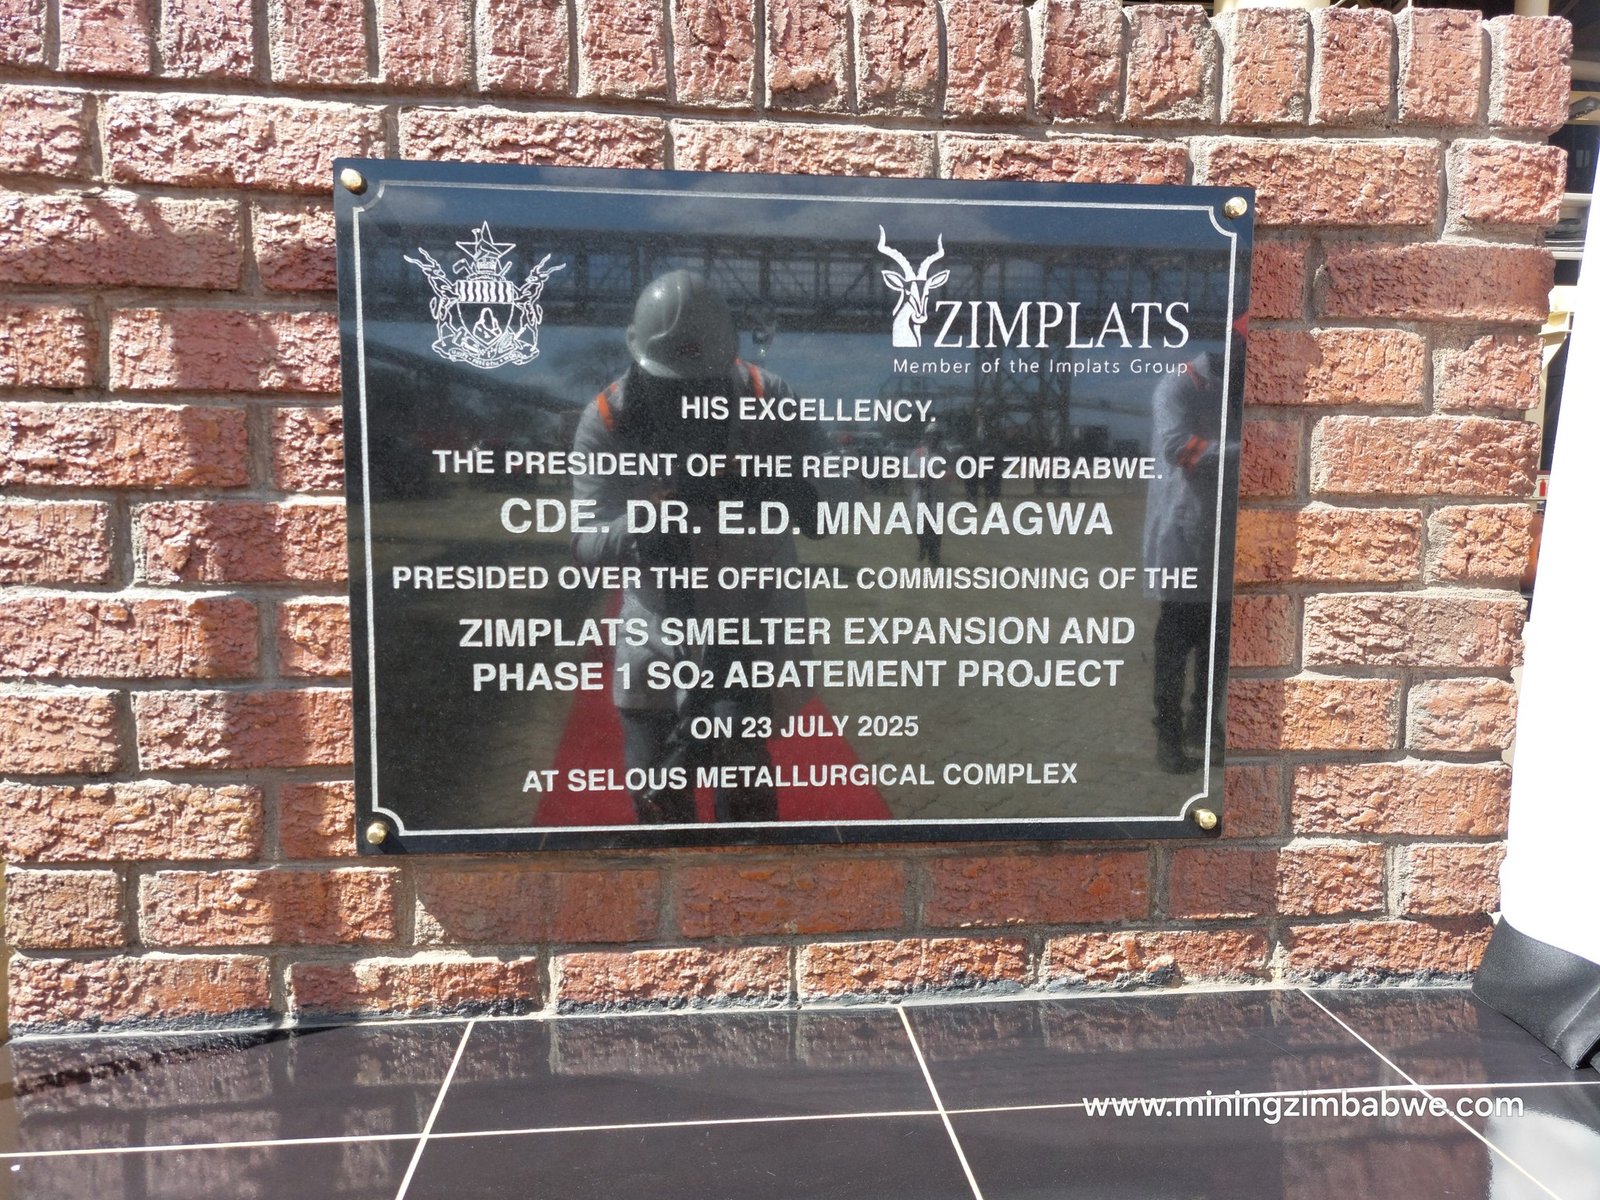 ZIMPLATS
Member of the Implats Group
HIS EXCELLENCY.
THE PRESIDENT OF THE REPUBLIC OF ZIMBABWE.
CDE. DR. E.D. MNANGAGWA
PRESIDED OVER THE OFFICIAL COMMISSIONING OF THE
ZIMPLATS SMELTER EXPANSION AND
PHASE 1 SO₂ ABATEMENT PROJECT
ON 23 JULY 2025
AT SELOUS METALLURGICAL COMPLEX
www.miningzimbabwe.com